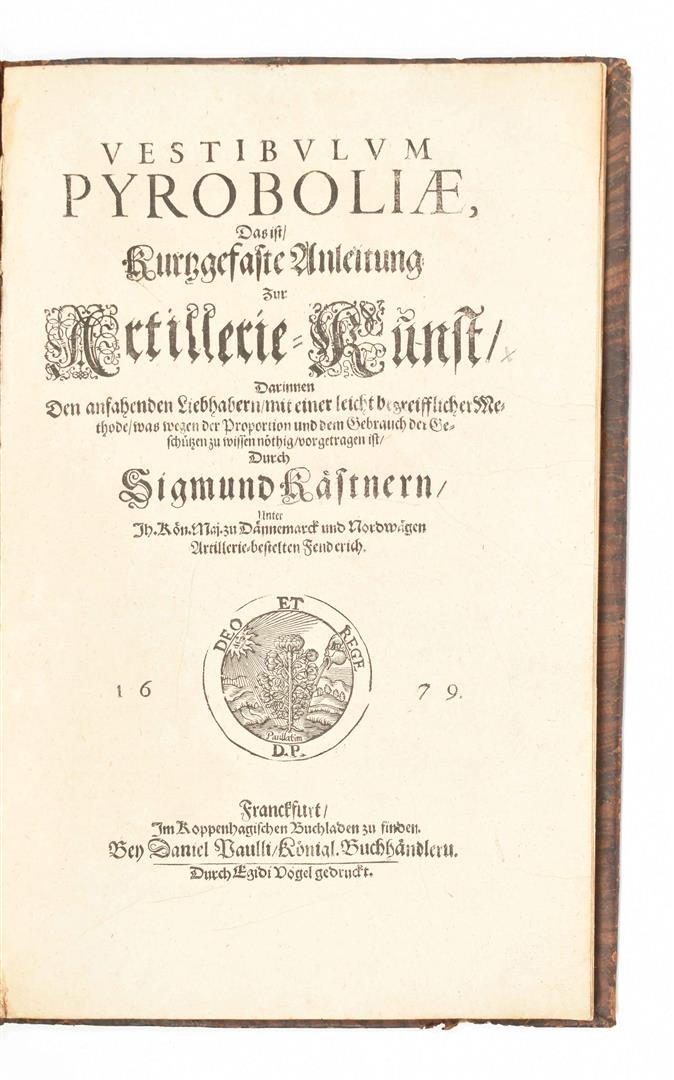 VESTIBVLVM
PYROBOLIÆ,
Das ist/
Kurtzgefaste Anleitung
Zur
Artillerie-Kũnst/
Darinnen
Den anfahenden Liebhabern/mit einer leicht begreifflicher Me-
thode/was wegen der Proportion und dem Gebrauch der Ge-
schützen zu wissen nöthig/vorgetragen ist/
Durch
Sigmund Kästnern/
Unter
Ih. Kön. Maj. zu Dännemarck und Nordwägen
Artillerie-bestelten Fenderich.
DEO ET REGE
16 79.
Paullatim
D.P.
Franckfurt/
Im Koppenhagischen Buchladen zu finden.
Bey Daniel Paulli/Königl. Buchhändlern.
Durch Egidi Vogel gedruckt.